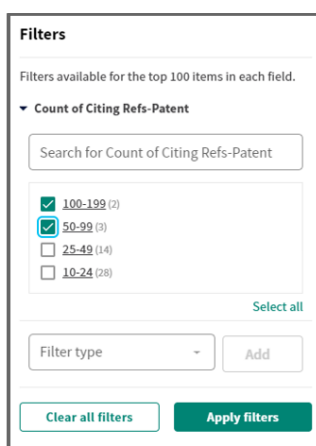 Filters
Filters available for the top 100 items in each field.
Count of Citing Refs-Patent
Search for Count of Citing Refs-Patent
100-199 (2)
50-99 (3)
25-49 (14)
10-24 (28)
Select all
Filter type
Add
Clear all filters
Apply filters